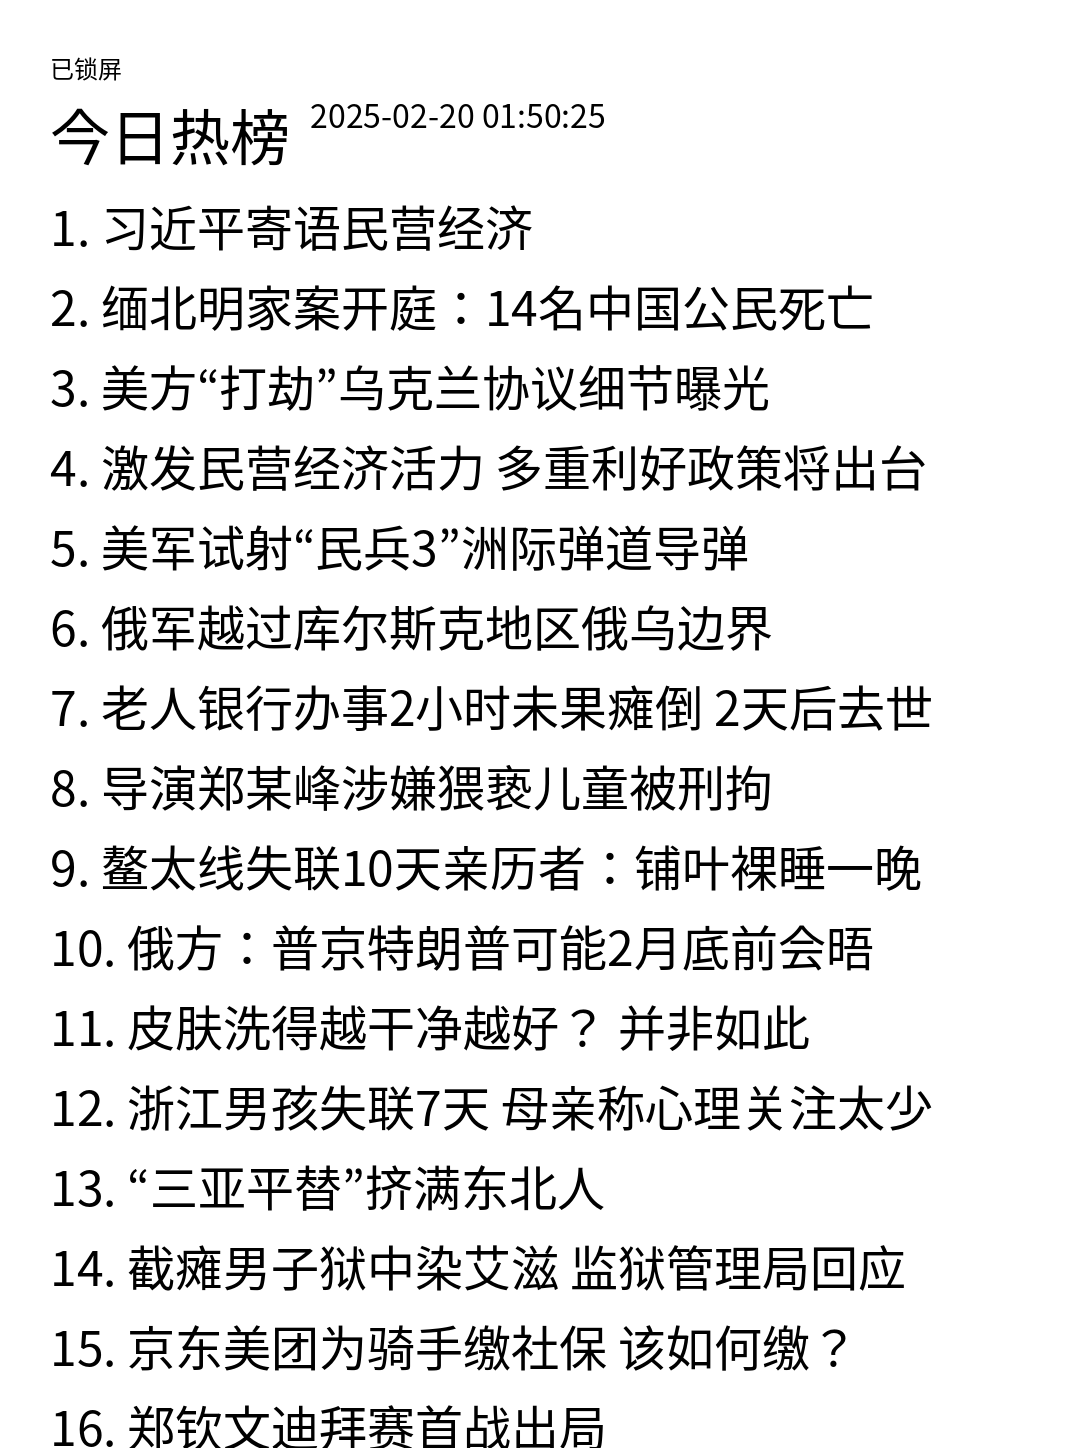 已锁屏
今日热榜 2025-02-20 01:50:25
1. 习近平寄语民营经济
2. 缅北明家案开庭：14名中国公民死亡
3. 美方“打劫”乌克兰协议细节曝光
4. 激发民营经济活力 多重利好政策将出台
5. 美军试射“民兵3”洲际弹道导弹
6. 俄军越过库尔斯克地区俄乌边界
7. 老人银行办事2小时未果瘫倒 2天后去世
8. 导演郑某峰涉嫌猥亵儿童被刑拘
9. 鳌太线失联10天亲历者：铺叶裸睡一晚
10. 俄方：普京特朗普可能2月底前会晤
11. 皮肤洗得越干净越好？ 并非如此
12. 浙江男孩失联7天 母亲称心理关注太少
13. “三亚平替”挤满东北人
14. 截瘫男子狱中染艾滋 监狱管理局回应
15. 京东美团为骑手缴社保 该如何缴？
16. 郑钦文迪拜赛首战出局